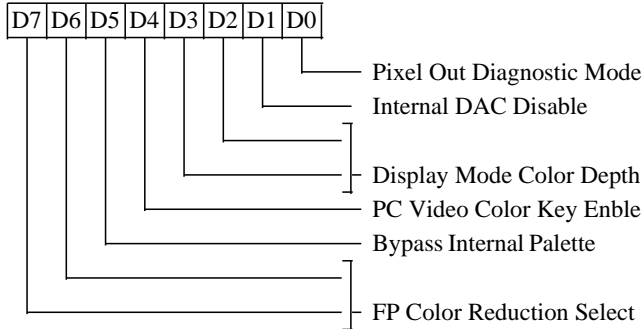 D7 D6 D5 D4 D3 D2 D1 D0
Pixel Out Diagnostic Mode
Internal DAC Disable
Display Mode Color Depth
PC Video Color Key Enble
Bypass Internal Palette
FP Color Reduction Select